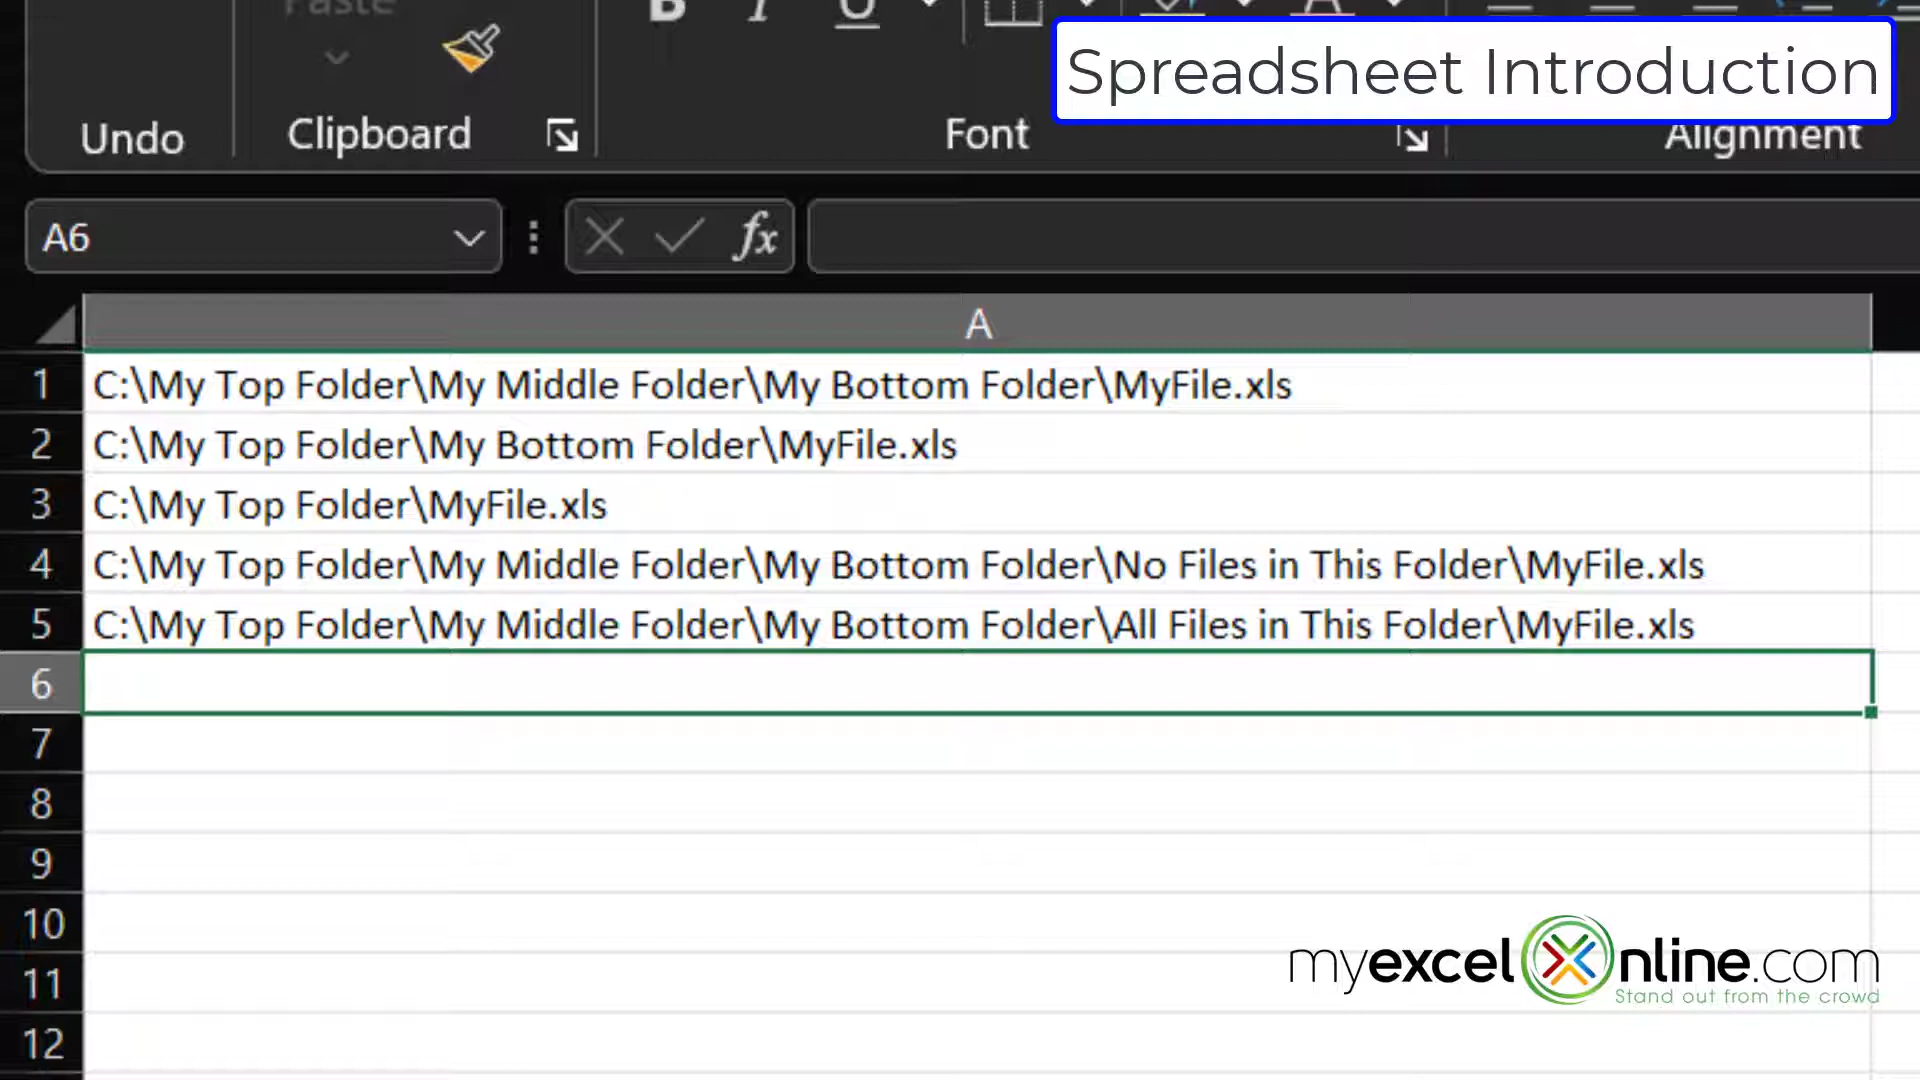 Paste
B I U
Spreadsheet Introduction
Undo
Clipboard
Font
Alignment
A6
fx
A
1 C:\My Top Folder\My Middle Folder\My Bottom Folder\MyFile.xls
2 C:\My Top Folder\My Bottom Folder\MyFile.xls
3 C:\My Top Folder\MyFile.xls
4 C:\My Top Folder\My Middle Folder\My Bottom Folder\No Files in This Folder\MyFile.xls
5 C:\My Top Folder\My Middle Folder\My Bottom Folder\All Files in This Folder\MyFile.xls
6
7
8
9
10
11
12
myexcelOnline.com
Stand out from the crowd